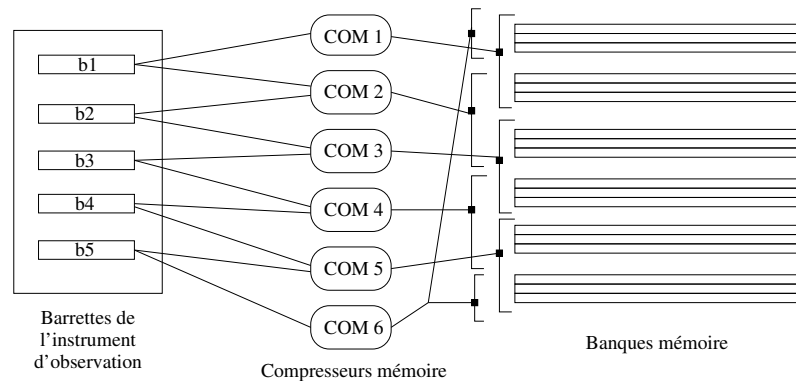 b1
b2
b3
b4
b5
COM 1
COM 2
COM 3
COM 4
COM 5
COM 6
Barrettes de
l'instrument
d'observation
Compresseurs mémoire
Banques mémoire